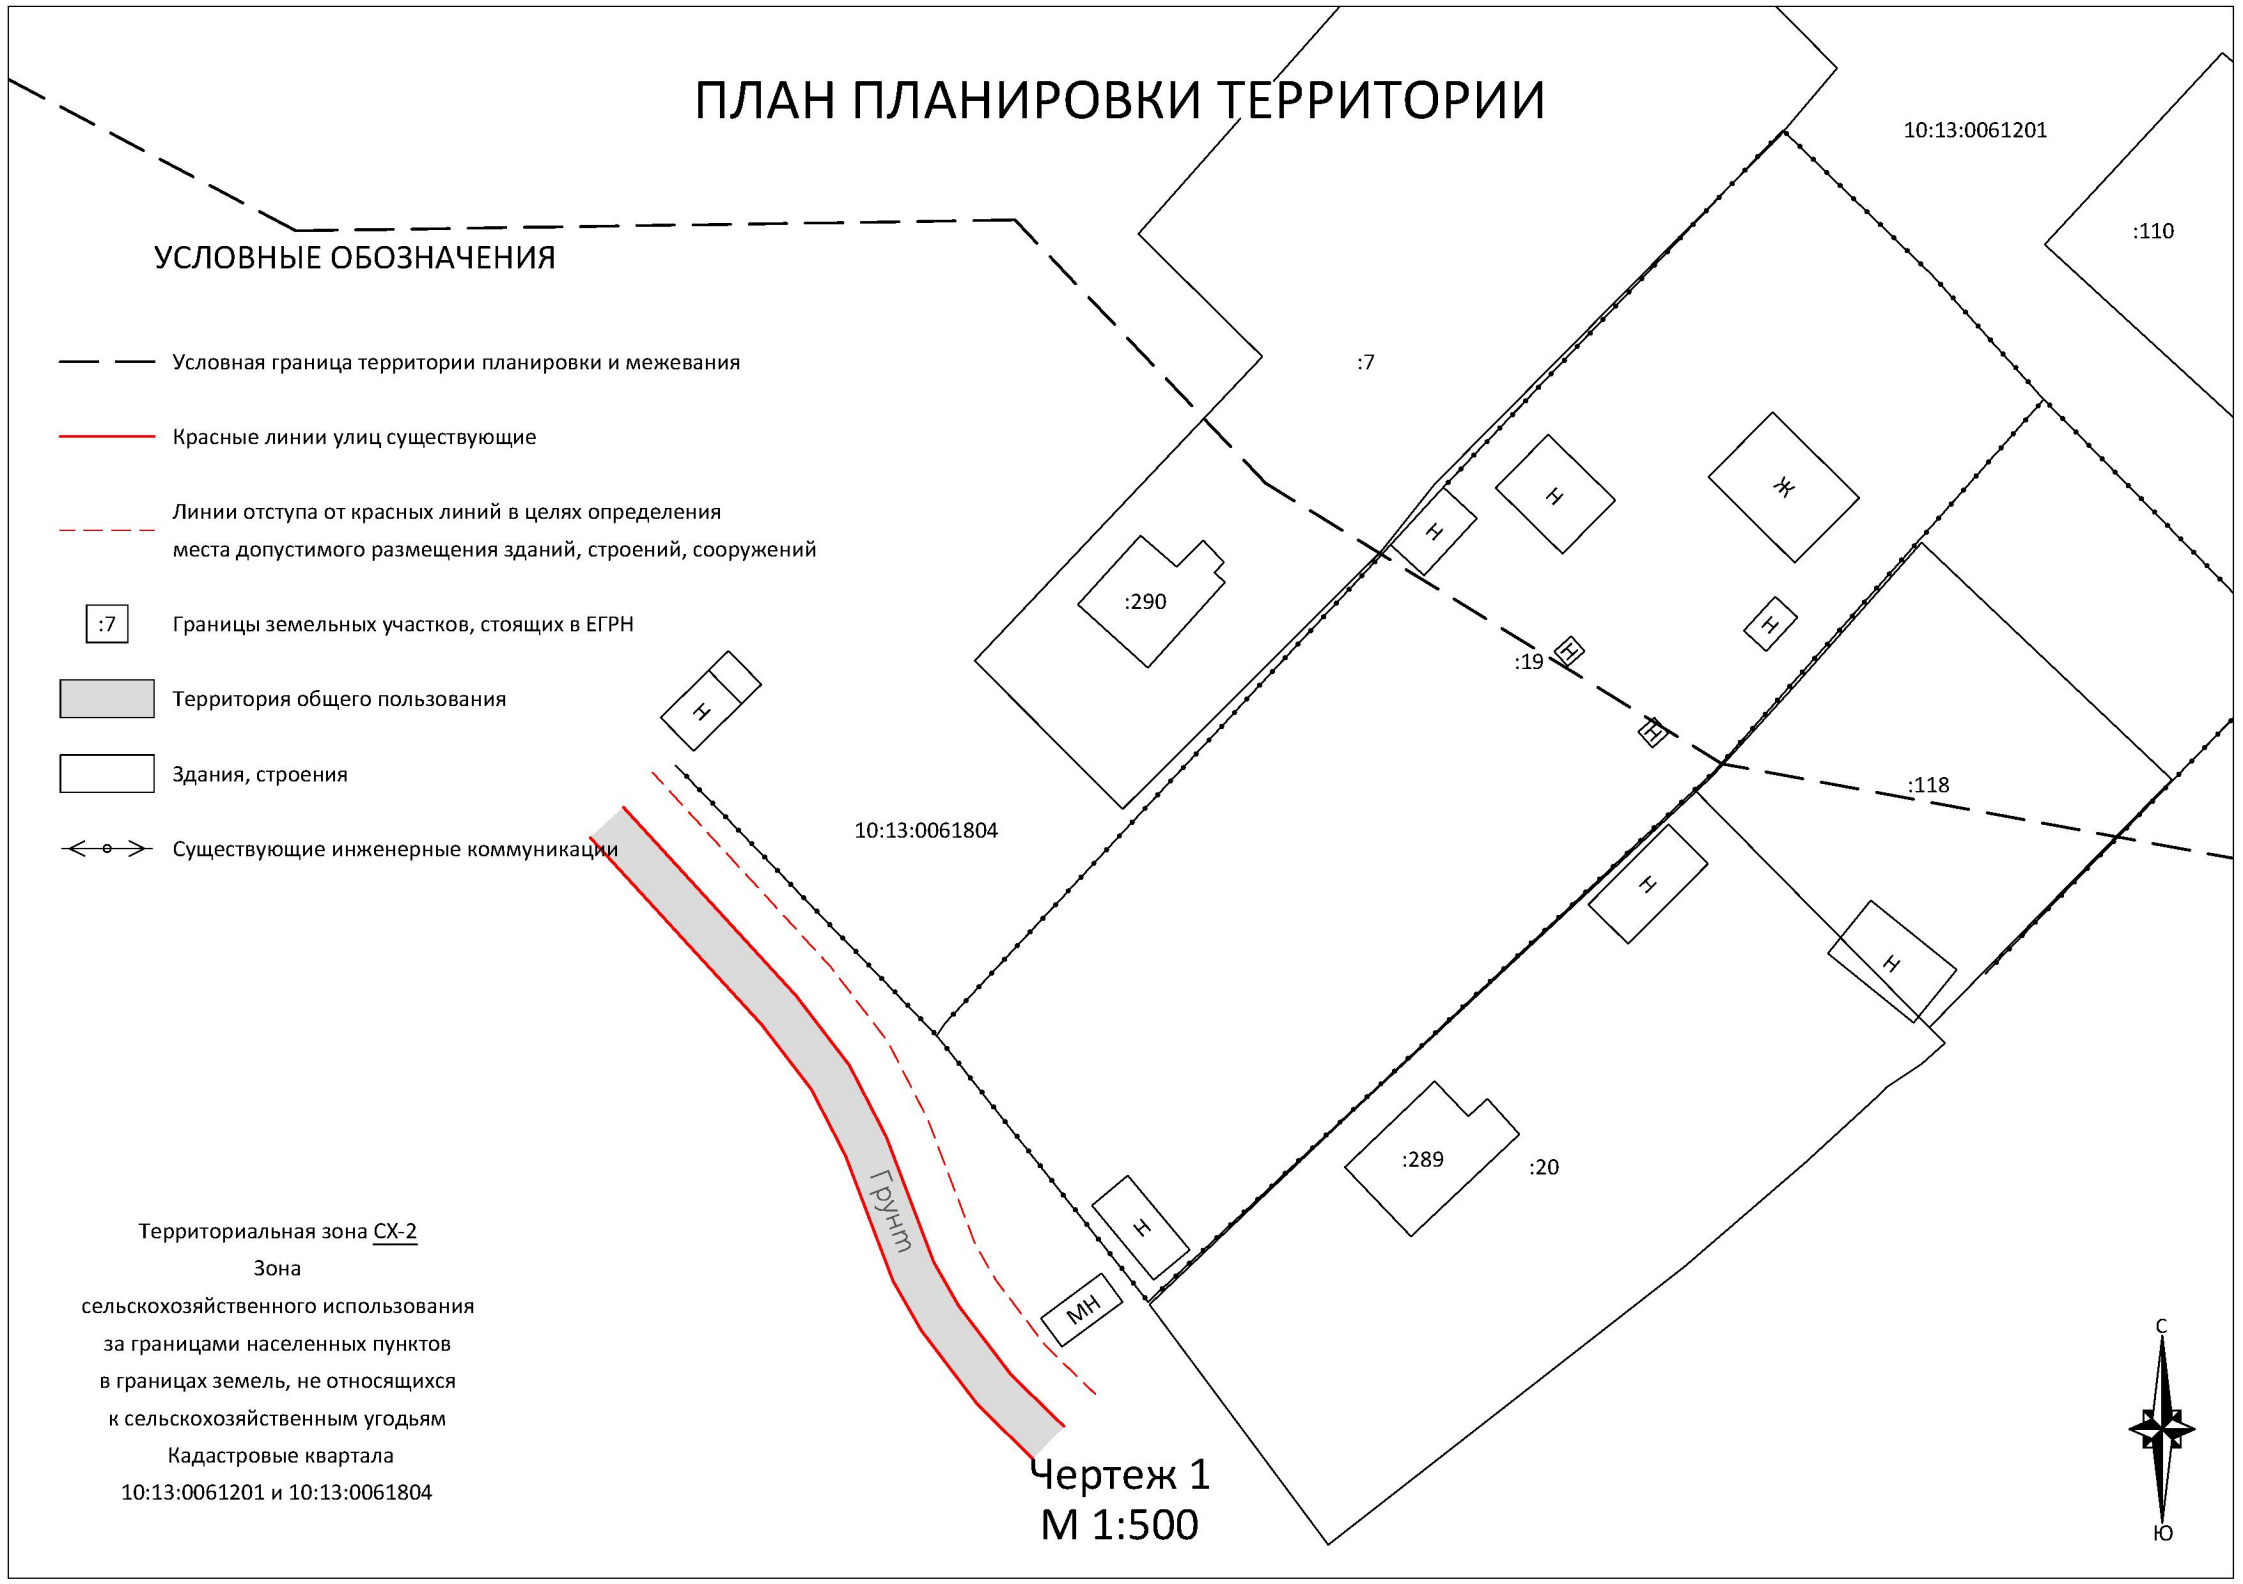 ПЛАН ПЛАНИРОВКИ ТЕРРИТОРИИ
10:13:0061201
:110
УСЛОВНЫЕ ОБОЗНАЧЕНИЯ
Условная граница территории планировки и межевания
Красные линии улиц существующие
Линии отступа от красных линий в целях определения
места допустимого размещения зданий, строений, сооружений
:7
Границы земельных участков, стоящих в ЕГРН
Территория общего пользования
Здания, строения
Существующие инженерные коммуникации
:7
Н
Н
Ж
:290
Н
Н
:19
Н
Н
:118
10:13:0061804
Н
Н
:289
:20
Грунт
Н
МН
Территориальная зона СХ-2
Зона
сельскохозяйственного использования
за границами населенных пунктов
в границах земель, не относящихся
к сельскохозяйственным угодьям
Кадастровые квартала
10:13:0061201 и 10:13:0061804
Чертеж 1
М 1:500
С
Ю